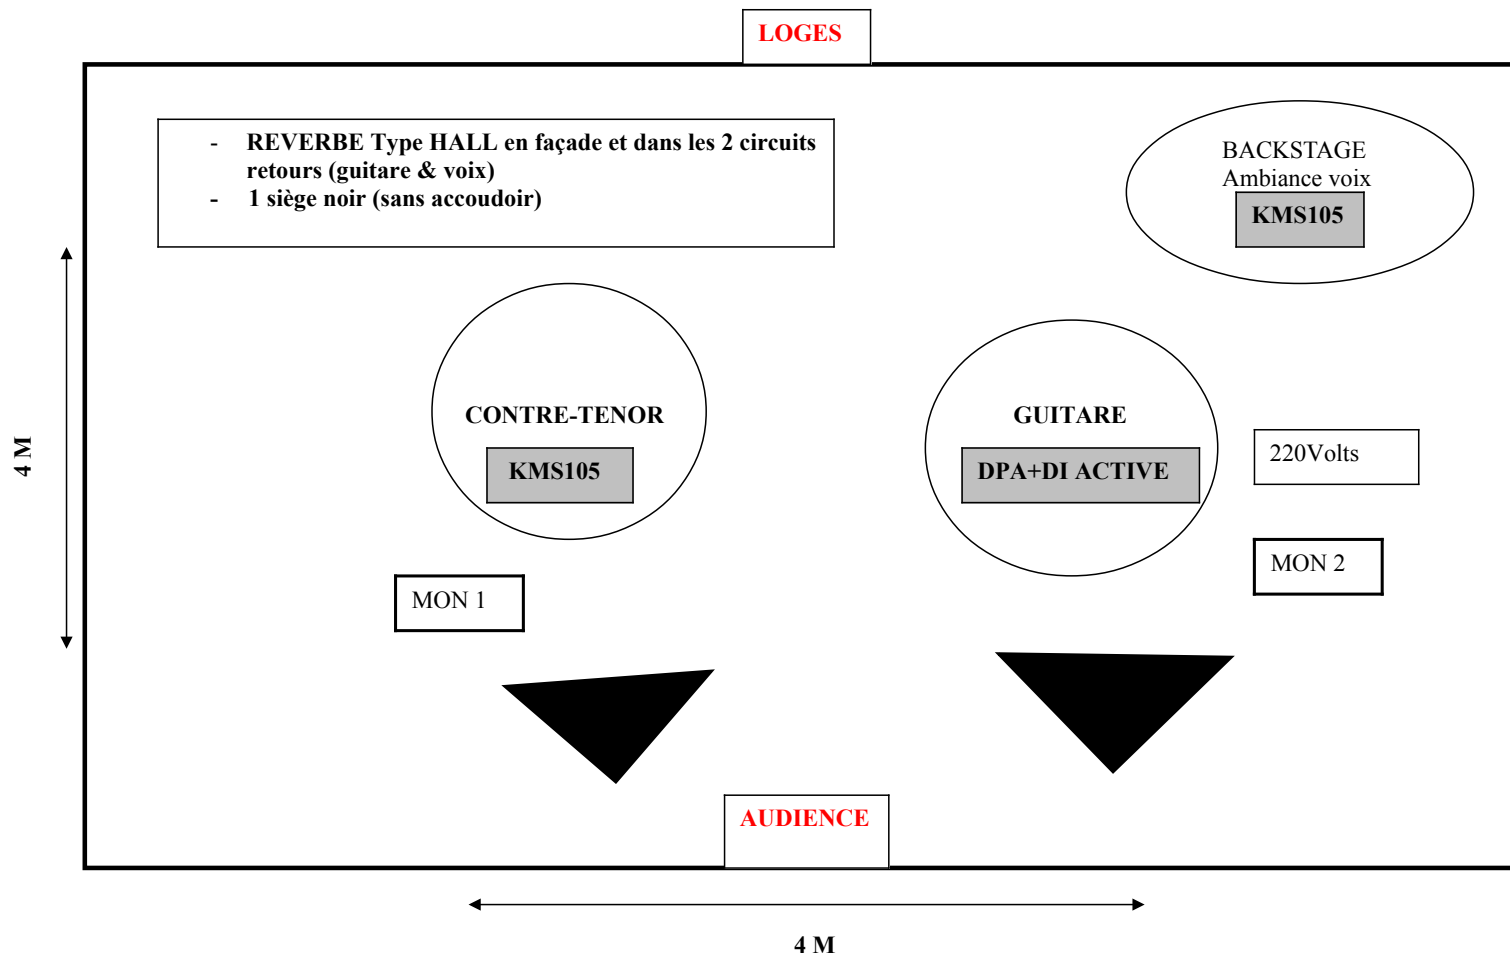 LOGES
- REVERBE Type HALL en façade et dans les 2 circuits
retours (guitare & voix)
- 1 siège noir (sans accoudoir)
BACKSTAGE
Ambiance voix
KMS105
CONTRE-TENOR
KMS105
GUITARE
DPA+DI ACTIVE
220Volts
4 M
MON 1
MON 2
AUDIENCE
4 M